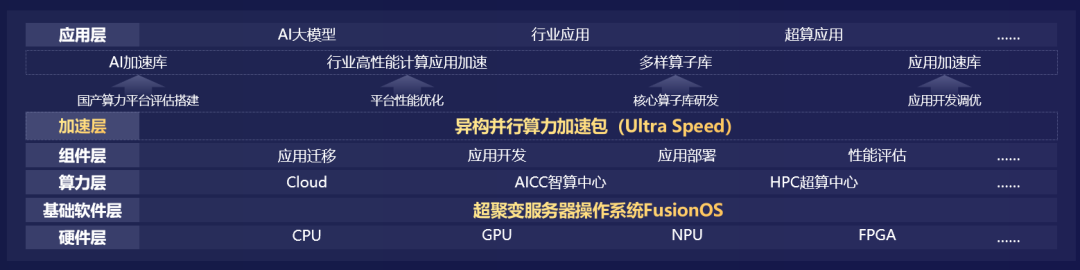 应用层 AI大模型 行业应用 超算应用 ......
AI加速库 行业高性能计算应用加速 多样算子库 应用加速库
国产算力平台评估搭建 平台性能优化 核心算子库研发 应用开发调优
加速层 异构并行算力加速包（Ultra Speed）
组件层 应用迁移 应用开发 应用部署 性能评估 ......
算力层 Cloud AICC智算中心 HPC超算中心 ......
基础软件层 超聚变服务器操作系统FusionOS
硬件层 CPU GPU NPU FPGA ......